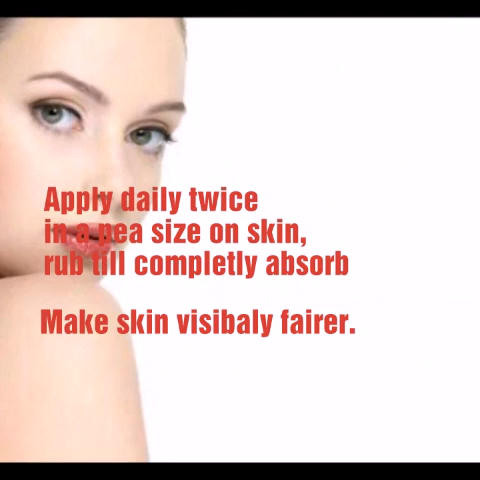 Apply daily twice
in a pea size on skin,
rub till completly absorb
Make skin visibaly fairer.